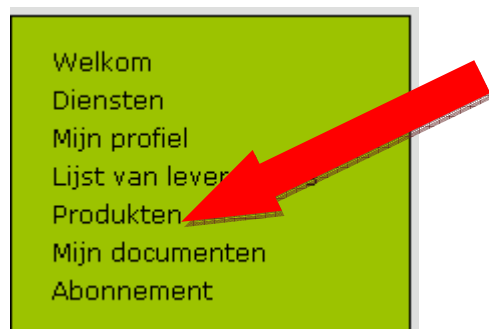 Welkom
Diensten
Mijn profiel
Lijst van
Produkten
Mijn documenten
Abonnement